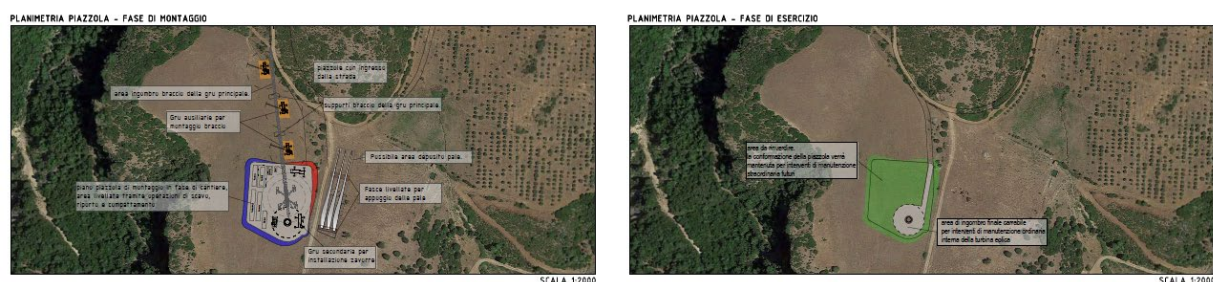 PLANIMETRIA PIAZZOLA - FASE DI MONTAGGIO
piazzole con ingresso
dalla strada
area ingombro braccio della gru principale.
supporti braccio della gru principale.
Gru ausiliarie per
montaggio braccio
Possibile area deposito pale.
piano piazzola di montaggio in fase di cantiere,
area livellata tramite operazioni di scavo,
riporto e compattamento
Fasce livellate per
appoggio delle pale
Gru secondaria per
installazione zavorre
SCALA 1:2000
PLANIMETRIA PIAZZOLA - FASE DI ESERCIZIO
area da rinverdire.
la conformazione della piazzola verrà
mantenuta per interventi di manutenzione
straordinaria futuri
area di ingombro finale carrabile
per interventi di manutenzione ordinaria
interna della turbina eolica
SCALA 1:2000